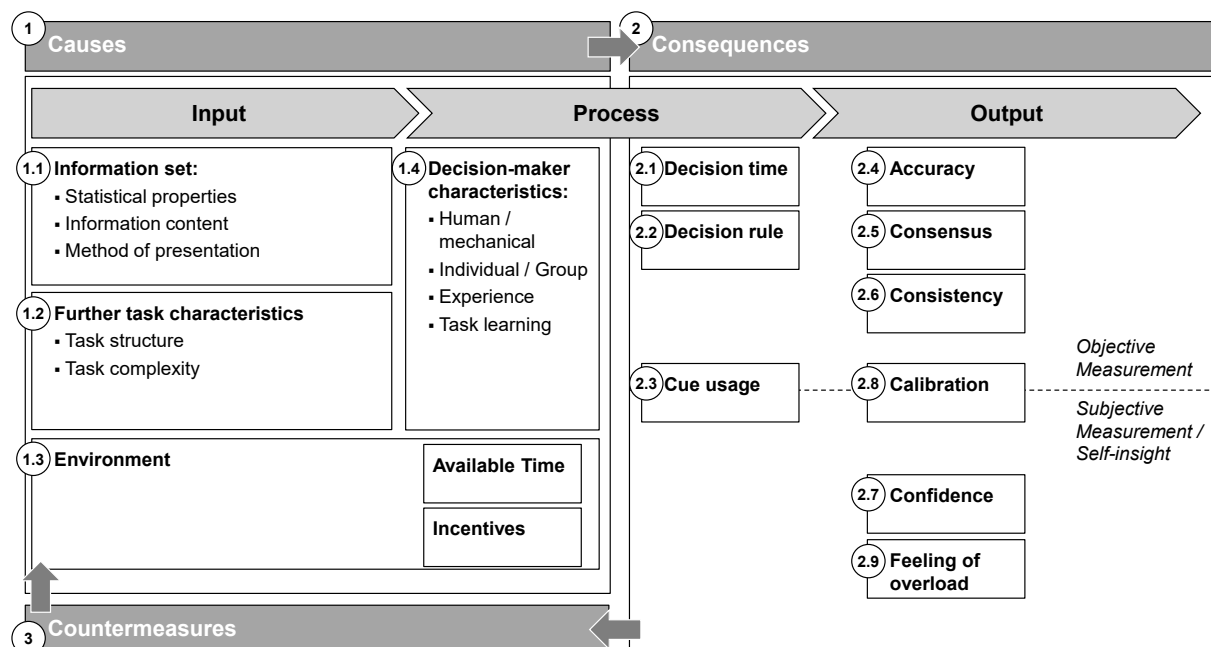 1
Causes
2
Consequences
Input
Process
Output
1.1 Information set:
▪ Statistical properties
▪ Information content
▪ Method of presentation
1.2 Further task characteristics
▪ Task structure
▪ Task complexity
1.3 Environment
Available Time
Incentives
1.4 Decision-maker
characteristics:
▪ Human /
mechanical
▪ Individual / Group
▪ Experience
▪ Task learning
2.1 Decision time
2.2 Decision rule
2.3 Cue usage
2.4 Accuracy
2.5 Consensus
2.6 Consistency
2.8 Calibration
Objective
Measurement
Subjective
Measurement /
Self-insight
2.7 Confidence
2.9 Feeling of
overload
3
Countermeasures